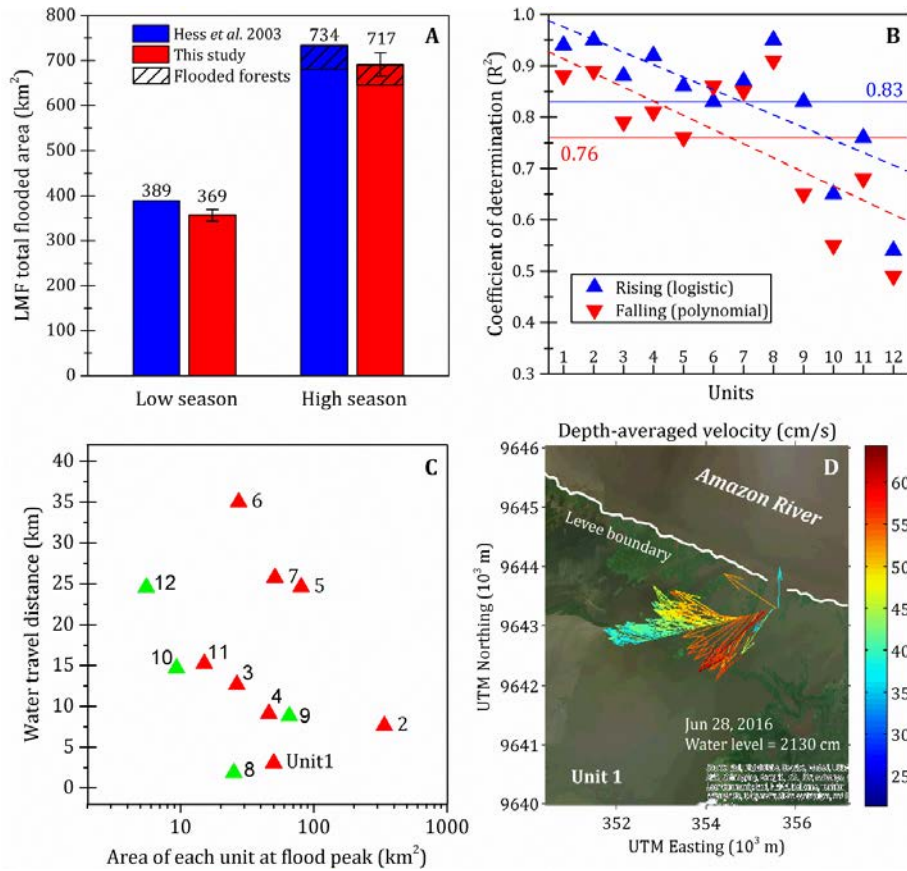 A
Hess et al. 2003
This study
Flooded forests
LMF total flooded area (km²)
800
700
600
500
400
300
200
100
0
389
369
734
717
Low season
High season
B
Coefficient of determination (R²)
1.0
0.9
0.8
0.7
0.6
0.5
0.4
0.3
0.83
0.76
Rising (logistic)
Falling (polynomial)
1 2 3 4 5 6 7 8 9 10 11 12
Units
C
Water travel distance (km)
40
35
30
25
20
15
10
5
0
6
12
7
5
10
11
3
4
9
2
8
Unit1
10 100 1000
Area of each unit at flood peak (km²)
Depth-averaged velocity (cm/s)
D
UTM Northing (10³ m)
9646
9645
9644
9643
9642
9641
9640
Amazon River
Levee boundary
Jun 28, 2016
Water level = 2130 cm
Unit 1
352 354 356
UTM Easting (10³ m)
60
55
50
45
40
35
30
25